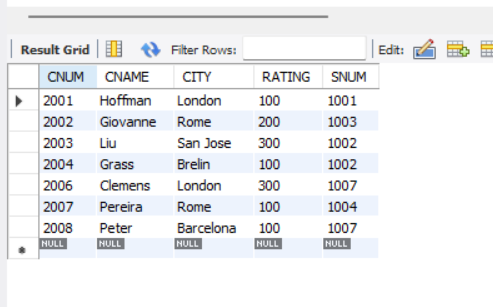 Result Grid Filter Rows: Edit:
CNUM CNAME CITY RATING SNUM
2001 Hoffman London 100 1001
2002 Giovanne Rome 200 1003
2003 Liu San Jose 300 1002
2004 Grass Brelin 100 1002
2006 Clemens London 300 1007
2007 Pereira Rome 100 1004
2008 Peter Barcelona 100 1007
NULL NULL NULL NULL NULL